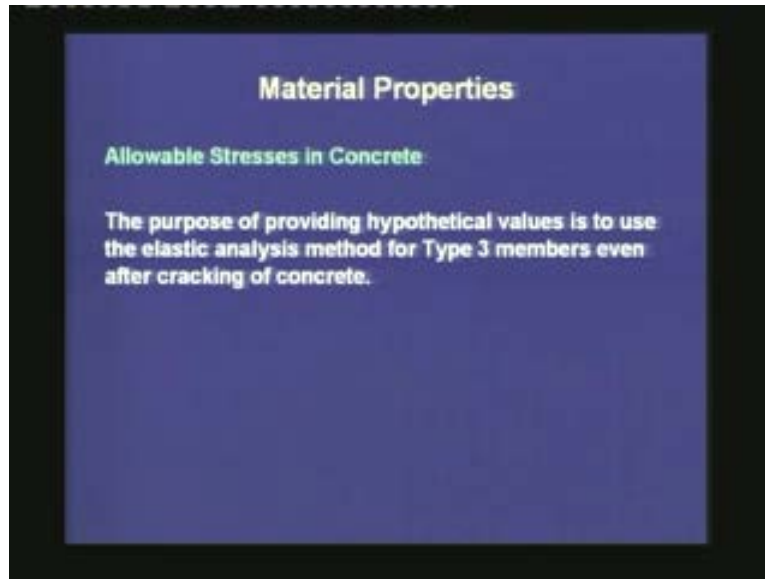 Material Properties
Allowable Stresses in Concrete
The purpose of providing hypothetical values is to use
the elastic analysis method for Type 3 members even
after cracking of concrete.